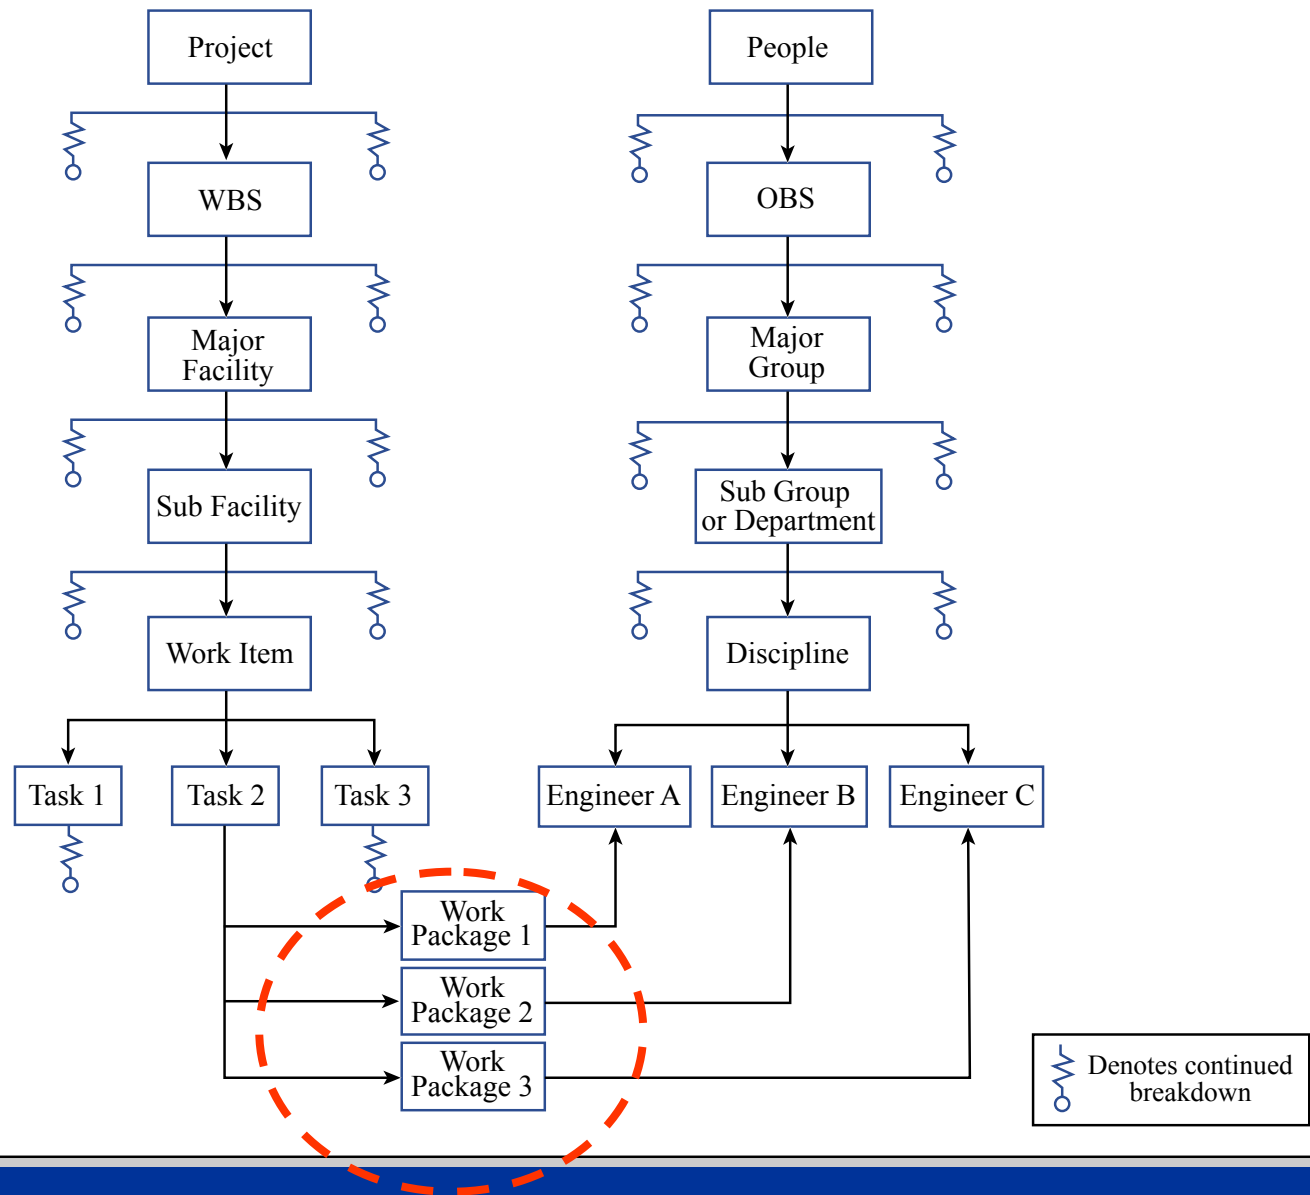 Project
People
WBS
OBS
Major
Facility
Major
Group
Sub Facility
Sub Group
or Department
Work Item
Discipline
Task 1
Task 2
Task 3
Engineer A
Engineer B
Engineer C
Work
Package 1
Work
Package 2
Work
Package 3
Denotes continued
breakdown